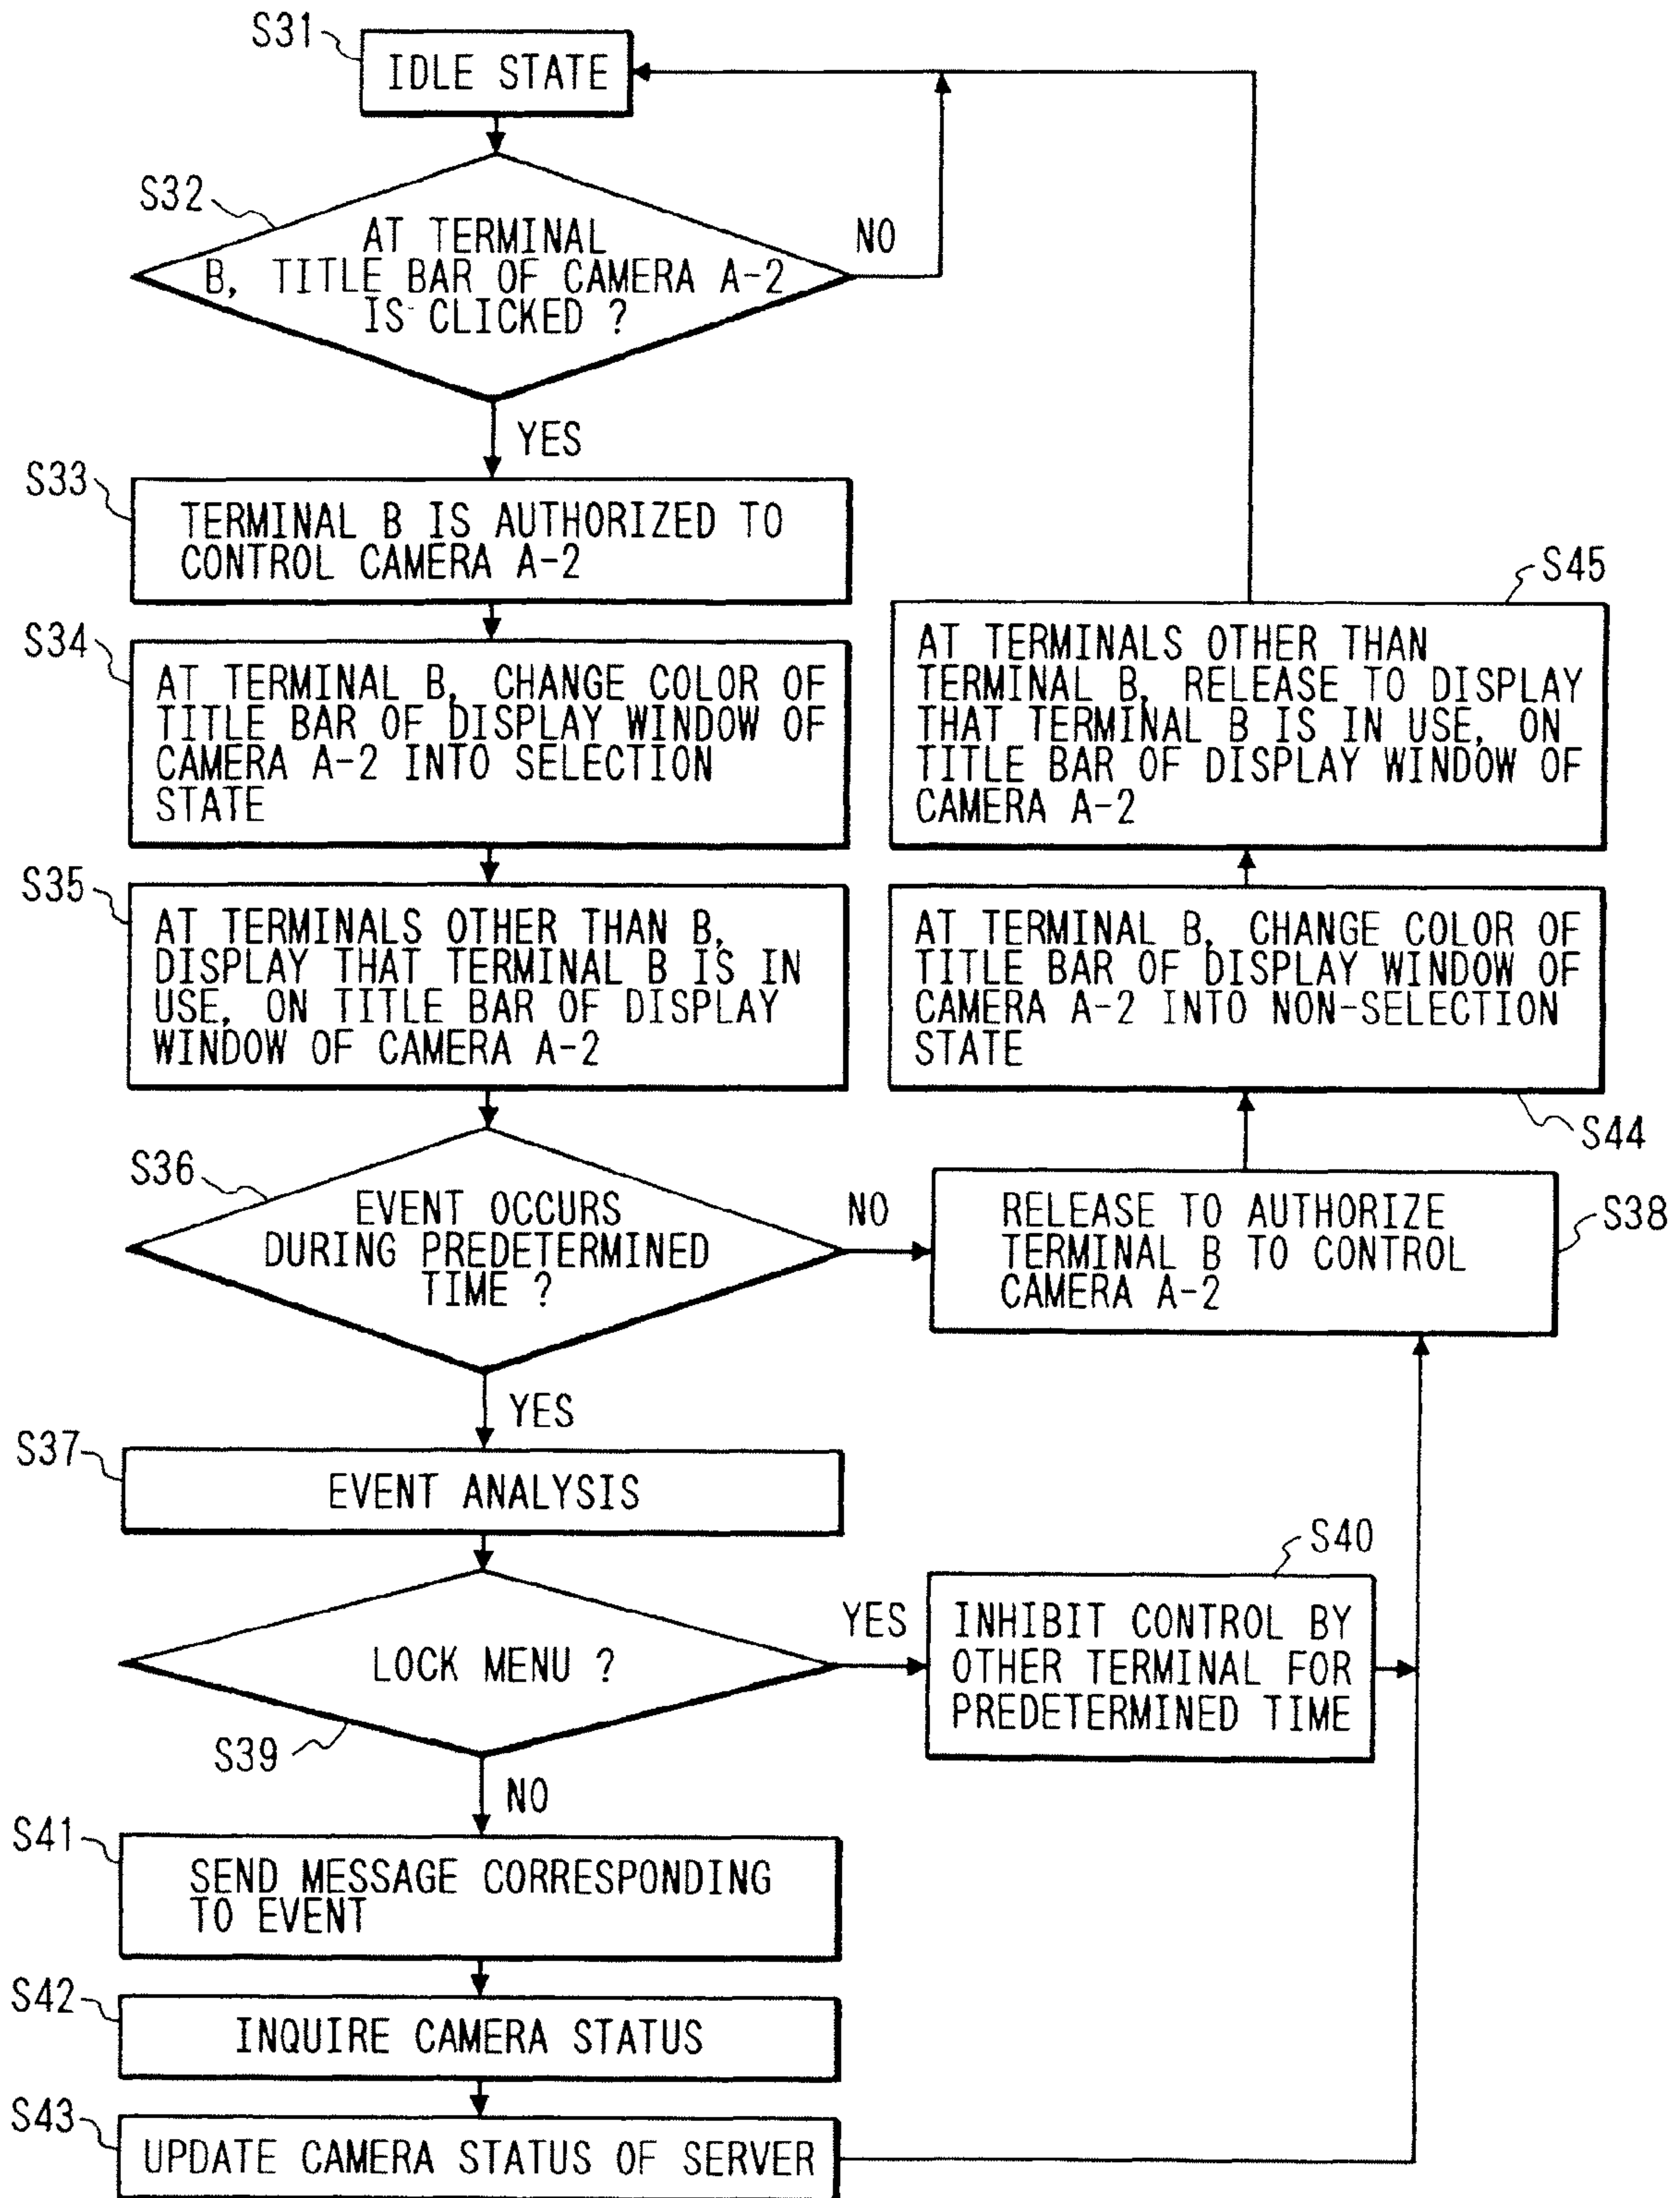 S31
IDLE STATE
S32
AT TERMINAL
B, TITLE BAR OF CAMERA A-2
IS CLICKED ?
NO
YES
S33
TERMINAL B IS AUTHORIZED TO
CONTROL CAMERA A-2
S34
AT TERMINAL B, CHANGE COLOR OF
TITLE BAR OF DISPLAY WINDOW OF
CAMERA A-2 INTO SELECTION
STATE
S35
AT TERMINALS OTHER THAN B,
DISPLAY THAT TERMINAL B IS IN
USE, ON TITLE BAR OF DISPLAY
WINDOW OF CAMERA A-2
S36
EVENT OCCURS
DURING PREDETERMINED
TIME ?
NO
YES
S37
EVENT ANALYSIS
LOCK MENU ?
S39
YES
NO
S40
INHIBIT CONTROL BY
OTHER TERMINAL FOR
PREDETERMINED TIME
S41
SEND MESSAGE CORRESPONDING
TO EVENT
S42
INQUIRE CAMERA STATUS
S43
UPDATE CAMERA STATUS OF SERVER
S45
AT TERMINALS OTHER THAN
TERMINAL B, RELEASE TO DISPLAY
THAT TERMINAL B IS IN USE, ON
TITLE BAR OF DISPLAY WINDOW OF
CAMERA A-2
AT TERMINAL B, CHANGE COLOR OF
TITLE BAR OF DISPLAY WINDOW OF
CAMERA A-2 INTO NON-SELECTION
STATE
S44
RELEASE TO AUTHORIZE
TERMINAL B TO CONTROL
CAMERA A-2
S38